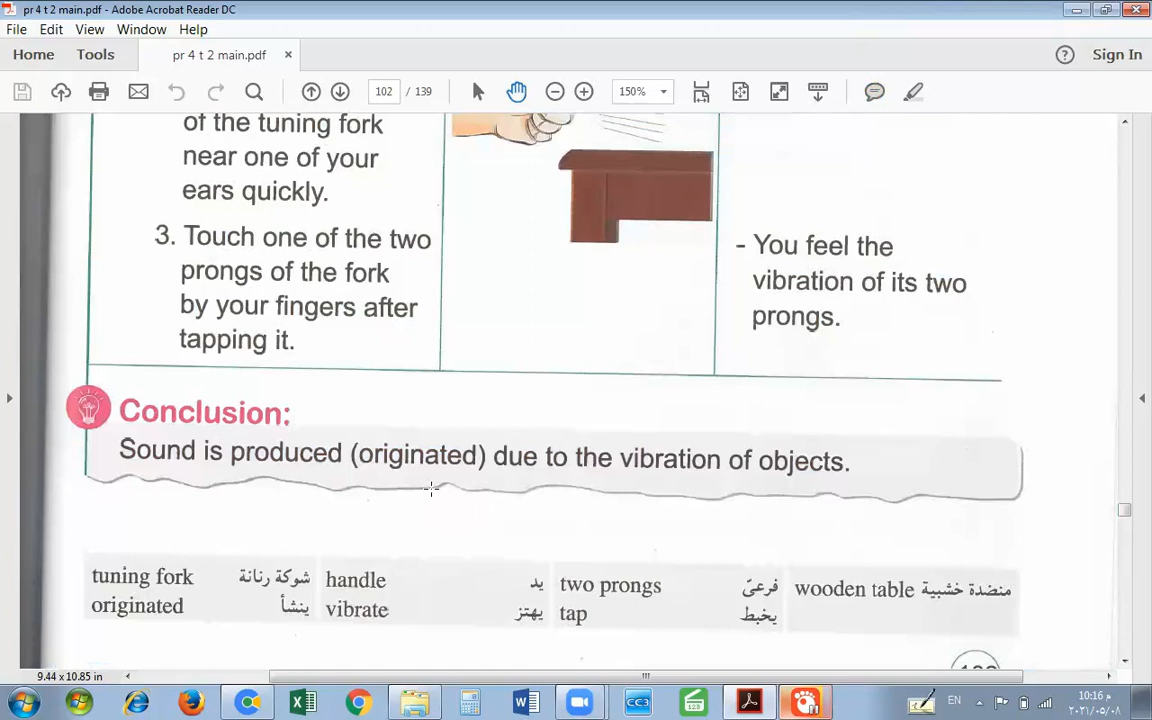 pr 4 t 2 main.pdf - Adobe Acrobat Reader DC
File Edit View Window Help
Home Tools pr 4 t 2 main.pdf × Sign In
102 / 139 150%
of the tuning fork
near one of your
ears quickly.
3. Touch one of the two
prongs of the fork
by your fingers after
tapping it.
- You feel the
vibration of its two
prongs.
Conclusion:
Sound is produced (originated) due to the vibration of objects.
tuning fork شوكة رنانة handle يد two prongs فرعىّ wooden table منضدة خشبية
originated ينشأ vibrate يهتز tap يخبط
9.44 x 10.85 in
EN 10:16 م
٢٠٢١/٠٥/٠٨